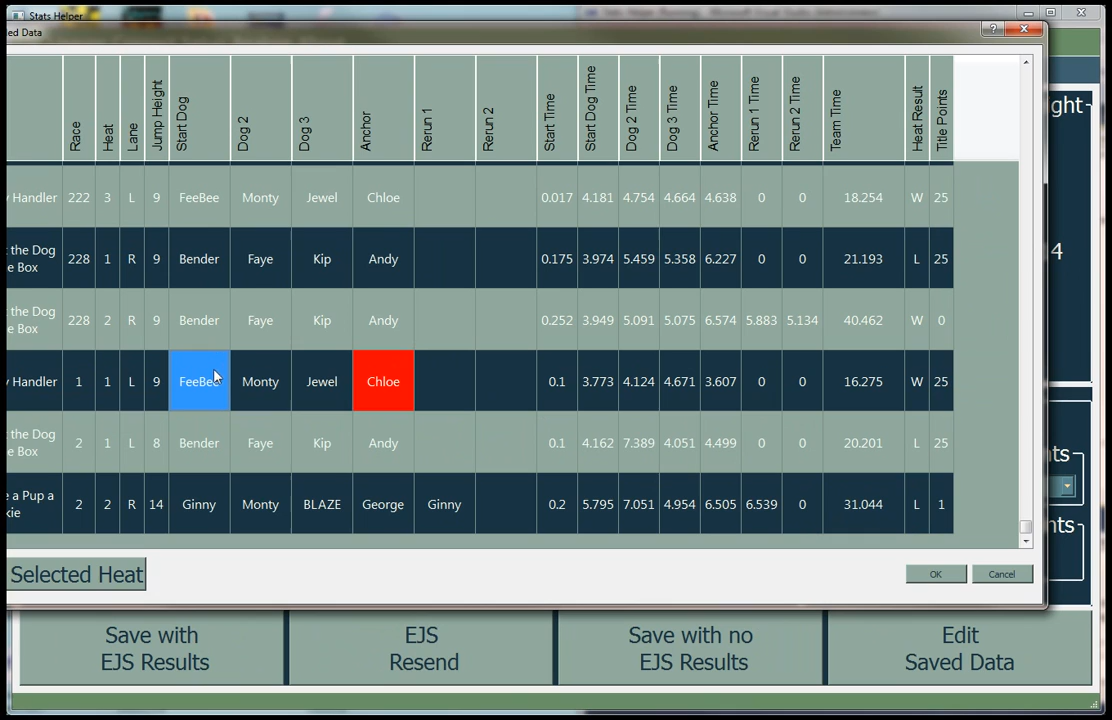 Stats Helper
ed Data
ght
Race Heat Lane Jump Height Start Dog Dog 2 Dog 3 Anchor Rerun 1 Rerun 2 Start Time Start Dog Time Dog 2 Time Dog 3 Time Anchor Time Rerun 1 Time Rerun 2 Time Team Time Heat Result Title Points
y Handler 222 3 L 9 FeeBee Monty Jewel Chloe 0.017 4.181 4.754 4.664 4.638 0 0 18.254 W 25
t the Dog
e Box 228 1 R 9 Bender Faye Kip Andy 0.175 3.974 5.459 5.358 6.227 0 0 21.193 L 25
4
t the Dog
e Box 228 2 R 9 Bender Faye Kip Andy 0.252 3.949 5.091 5.075 6.574 5.883 5.134 40.462 W 0
y Handler 1 1 L 9 FeeBee Monty Jewel Chloe 0.1 3.773 4.124 4.671 3.607 0 0 16.275 W 25
t the Dog
e Box 2 1 L 8 Bender Faye Kip Andy 0.1 4.162 7.389 4.051 4.499 0 0 20.201 L 25
nts
e a Pup a
kie 2 2 R 14 Ginny Monty BLAZE George Ginny 0.2 5.795 7.051 4.954 6.505 6.539 0 31.044 L 1
nts
Selected Heat
OK Cancel
Save with
EJS Results
EJS
Resend
Save with no
EJS Results
Edit
Saved Data